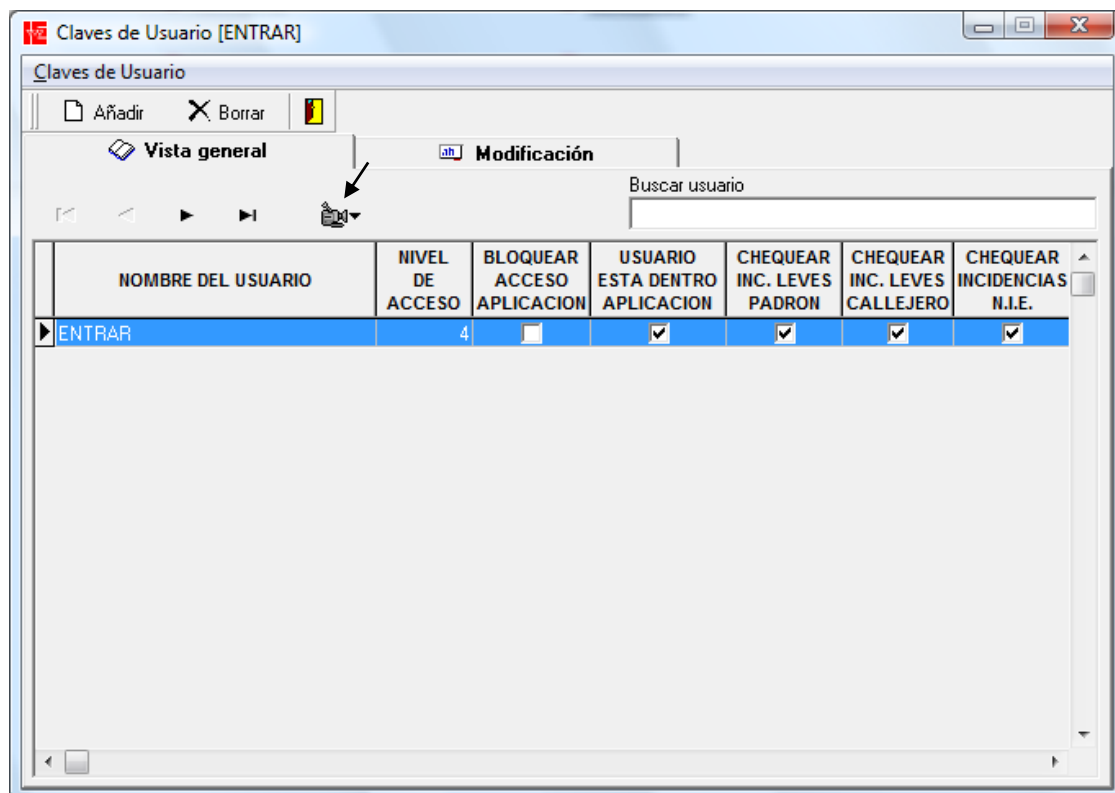 Claves de Usuario [ENTRAR]
Claves de Usuario
Añadir Borrar
Vista general Modificación
Buscar usuario
NOMBRE DEL USUARIO
NIVEL DE ACCESO
BLOQUEAR ACCESO APLICACION
USUARIO ESTA DENTRO APLICACION
CHEQUEAR INC. LEVES PADRON
CHEQUEAR INC. LEVES CALLEJERO
CHEQUEAR INCIDENCIAS N.I.E.
ENTRAR 4